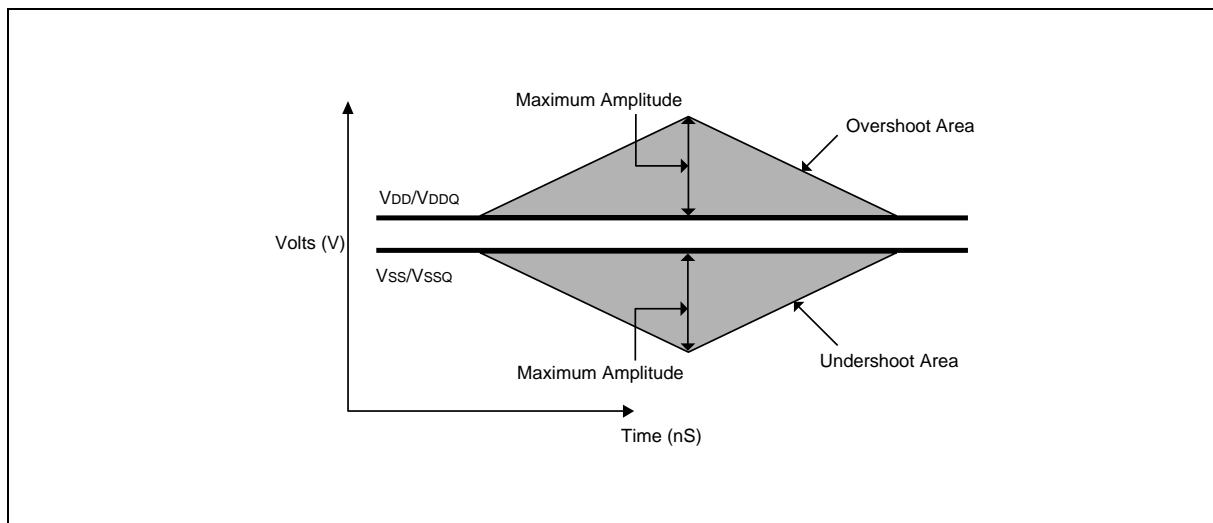 Maximum Amplitude
Overshoot Area
VDD/VDDQ
Volts (V)
VSS/VSSQ
Undershoot Area
Maximum Amplitude
Time (nS)